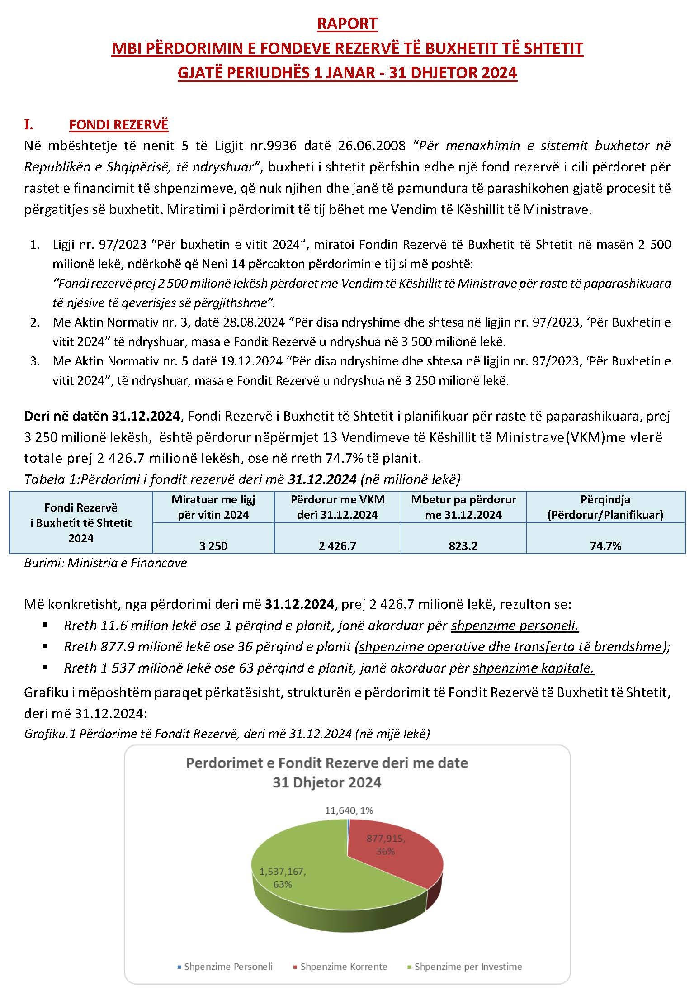 RAPORT
MBI PËRDORIMIN E FONDEVE REZERVË TË BUXHETIT TË SHTETIT
GJATË PERIUDHËS 1 JANAR - 31 DHJETOR 2024
I. FONDI REZERVË
Në mbështetje të nenit 5 të Ligjit nr.9936 datë 26.06.2008 “Për menaxhimin e sistemit buxhetor në
Republikën e Shqipërisë, të ndryshuar”, buxheti i shtetit përfshin edhe një fond rezervë i cili përdoret për
rastet e financimit të shpenzimeve, që nuk njihen dhe janë të pamundura të parashikohen gjatë procesit të
përgatitjes së buxhetit. Miratimi i përdorimit të tij bëhet me Vendim të Këshillit të Ministrave.
1. Ligji nr. 97/2023 “Për buxhetin e vitit 2024”, miratoi Fondin Rezervë të Buxhetit të Shtetit në masën 2 500
milionë lekë, ndërkohë që Neni 14 përcakton përdorimin e tij si më poshtë:
“Fondi rezervë prej 2 500 milionë lekësh përdoret me Vendim të Këshillit të Ministrave për raste të paparashikuara
të njësive të qeverisjes së përgjithshme”.
2. Me Aktin Normativ nr. 3, datë 28.08.2024 “Për disa ndryshime dhe shtesa në ligjin nr. 97/2023, ‘Për Buxhetin e
vitit 2024” të ndryshuar, masa e Fondit Rezervë u ndryshua në 3 500 milionë lekë.
3. Me Aktin Normativ nr. 5 datë 19.12.2024 “Për disa ndryshime dhe shtesa në ligjin nr. 97/2023, ‘Për Buxhetin e
vitit 2024”, të ndryshuar, masa e Fondit Rezervë u ndryshua në 3 250 milionë lekë.
Deri në datën 31.12.2024, Fondi Rezervë i Buxhetit të Shtetit i planifikuar për raste të paparashikuara, prej
3 250 milionë lekësh, është përdorur nëpërmjet 13 Vendimeve të Këshillit të Ministrave(VKM)me vlerë
totale prej 2 426.7 milionë lekësh, ose në rreth 74.7% të planit.
Tabela 1:Përdorimi i fondit rezervë deri më 31.12.2024 (në milionë lekë)
Fondi Rezervë
i Buxhetit të Shtetit
2024
Miratuar me ligj
për vitin 2024
Përdorur me VKM
deri 31.12.2024
Mbetur pa përdorur
me 31.12.2024
Përqindja
(Përdorur/Planifikuar)
3 250
2 426.7
823.2
74.7%
Burimi: Ministria e Financave
Më konkretisht, nga përdorimi deri më 31.12.2024, prej 2 426.7 milionë lekë, rezulton se:
▪ Rreth 11.6 milion lekë ose 1 përqind e planit, janë akorduar për shpenzime personeli.
▪ Rreth 877.9 milionë lekë ose 36 përqind e planit (shpenzime operative dhe transferta të brendshme);
▪ Rreth 1 537 milionë lekë ose 63 përqind e planit, janë akorduar për shpenzime kapitale.
Grafiku i mëposhtëm paraqet përkatësisht, strukturën e përdorimit të Fondit Rezervë të Buxhetit të Shtetit,
deri më 31.12.2024:
Grafiku.1 Përdorime të Fondit Rezervë, deri më 31.12.2024 (në mijë lekë)
Perdorimet e Fondit Rezerve deri me date
31 Dhjetor 2024
11,640, 1%
877,915,
36%
1,537,167,
63%
Shpenzime Personeli
Shpenzime Korrente
Shpenzime per Investime